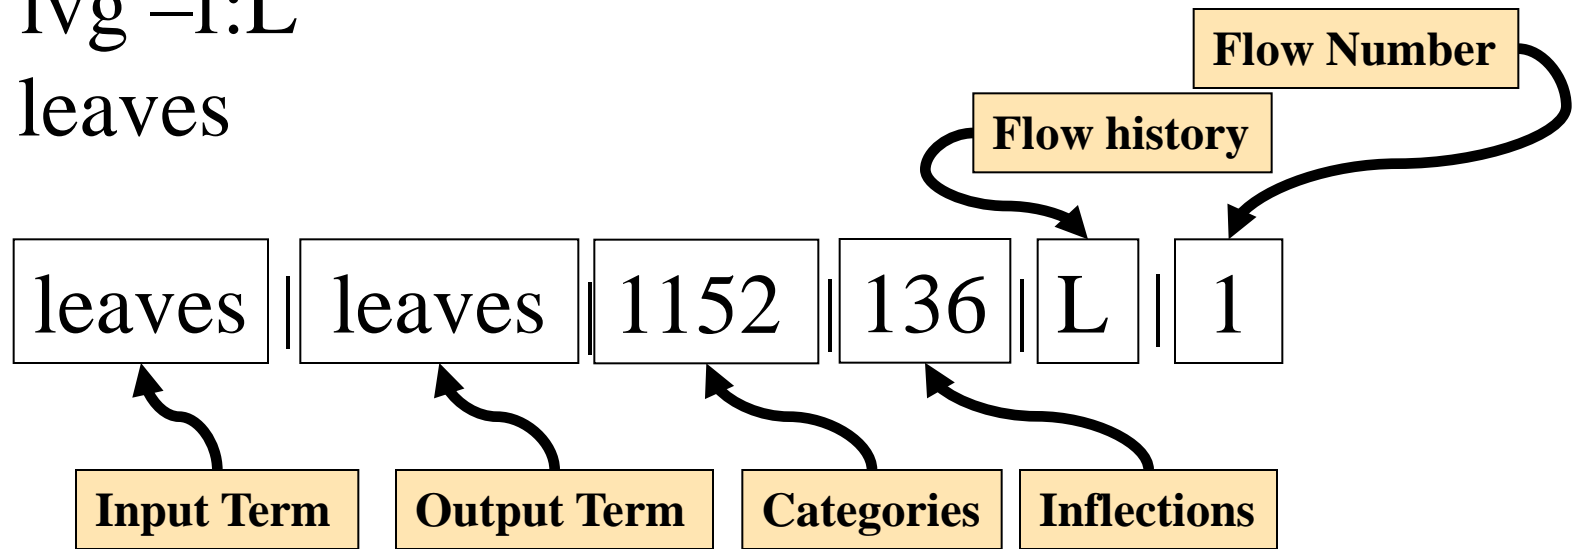 lvg –f:L
leaves
Flow Number
Flow history
leaves | leaves | 1152 | 136 | L | 1
Input Term Output Term Categories Inflections